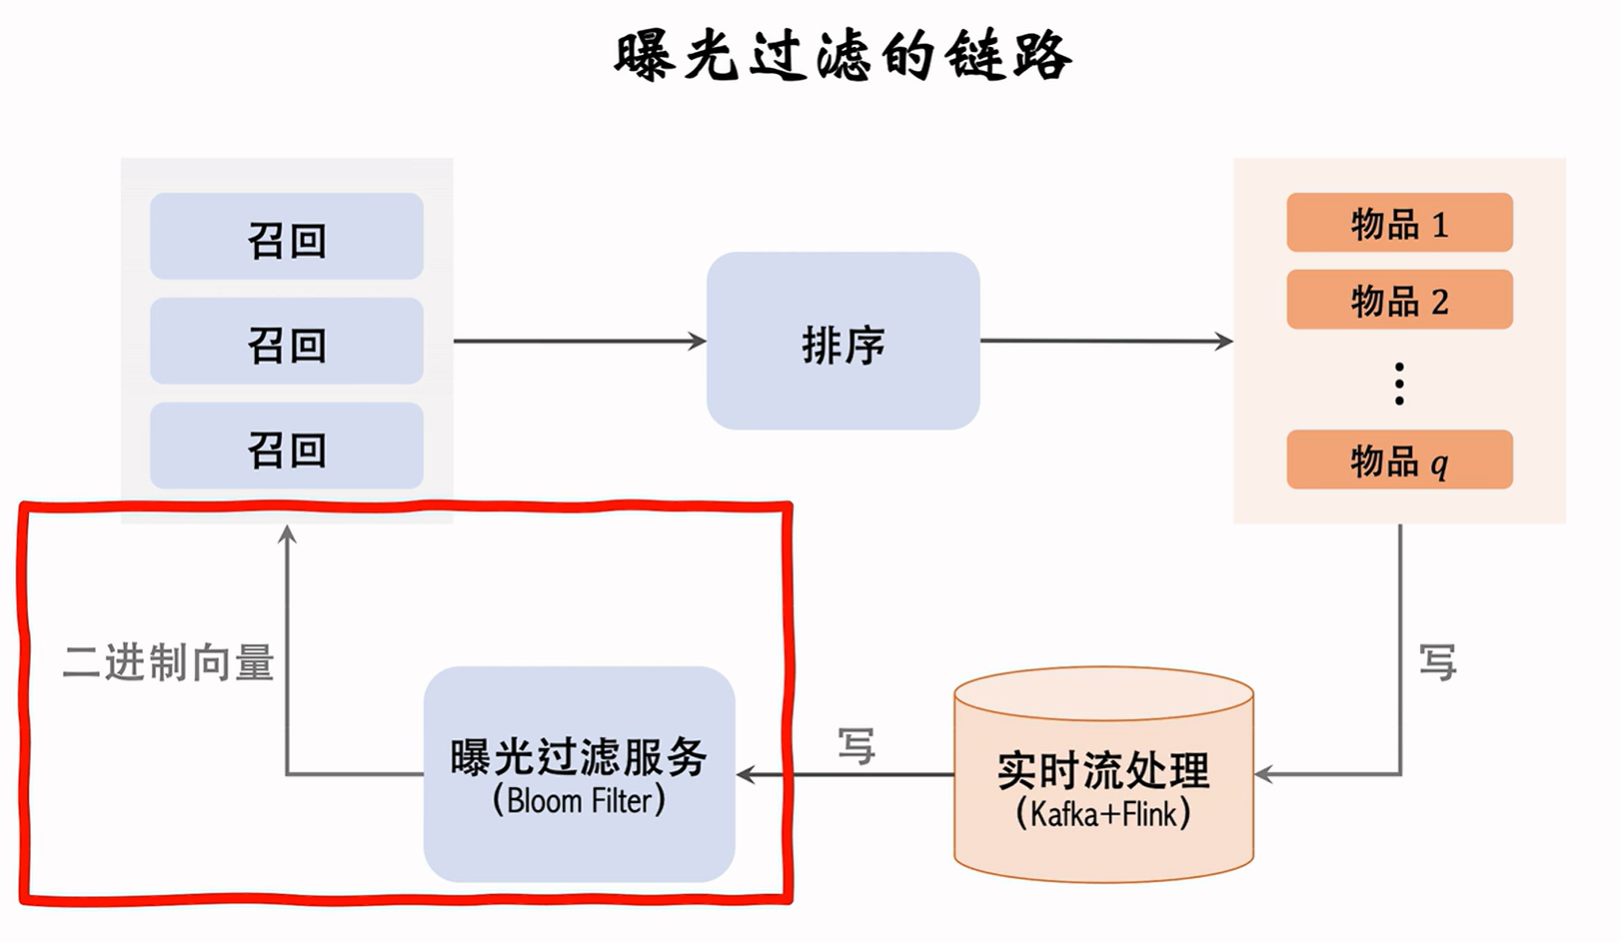 曝光过滤的链路
召回
召回
召回
排序
物品 1
物品 2
⋮
物品 q
二进制向量
曝光过滤服务
(Bloom Filter)
写
实时流处理
(Kafka+Flink)
写